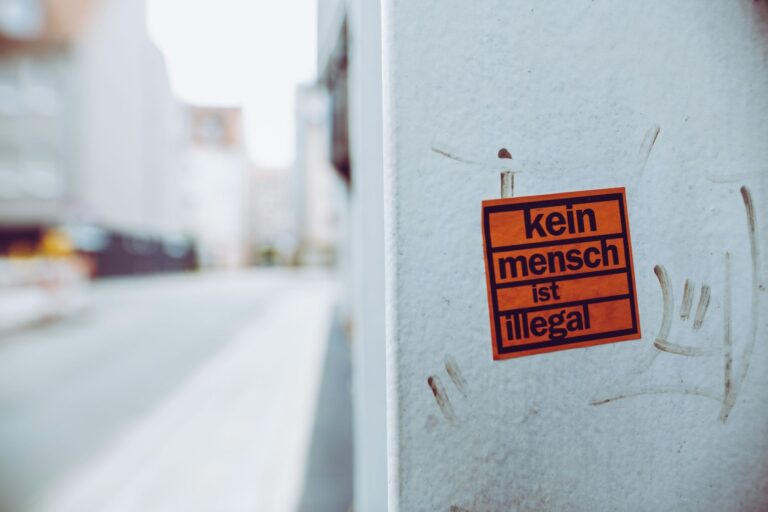 kein
mensch
ist
illegal